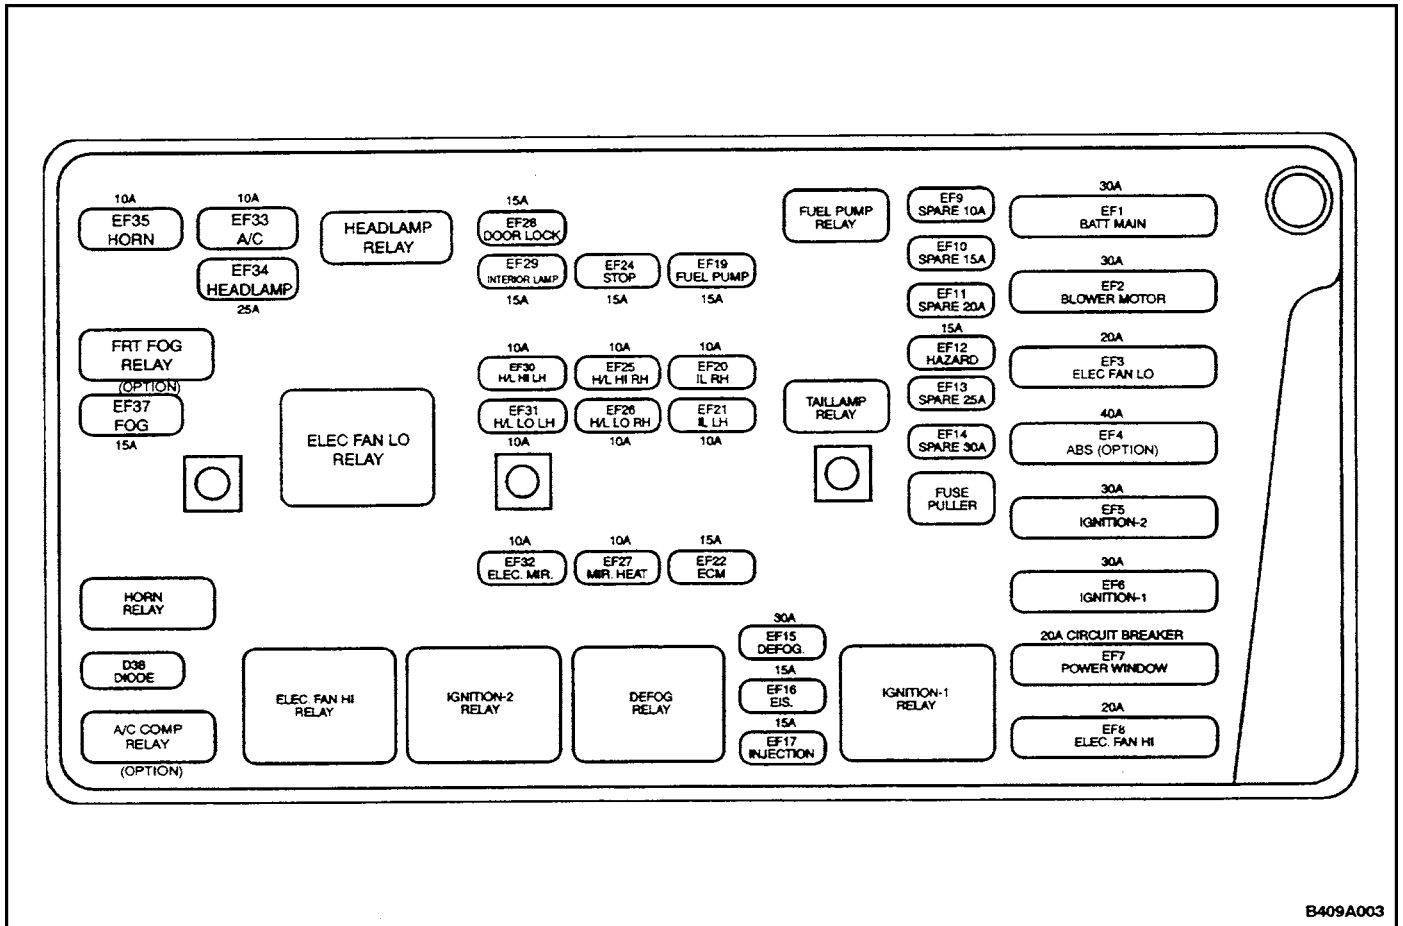 10A
EF35
HORN
10A
EF33
A/C
EF34
HEADLAMP
25A
HEADLAMP
RELAY
15A
EF28
DOOR LOCK
EF29
INTERIOR LAMP
15A
EF24
STOP
15A
EF19
FUEL PUMP
15A
FUEL PUMP
RELAY
EF9
SPARE 10A
EF10
SPARE 15A
EF11
SPARE 20A
15A
EF12
HAZARD
EF13
SPARE 25A
EF14
SPARE 30A
FUSE
PULLER
30A
EF1
BATT MAIN
30A
EF2
BLOWER MOTOR
20A
EF3
ELEC FAN LO
40A
EF4
ABS (OPTION)
30A
EF5
IGNITION-2
30A
EF6
IGNITION-1
20A CIRCUIT BREAKER
EF7
POWER WINDOW
20A
EF8
ELEC. FAN HI
FRT FOG
RELAY
(OPTION)
EF37
FOG
15A
ELEC FAN LO
RELAY
10A
EF30
H/L HI LH
10A
EF25
H/L HI RH
10A
EF20
IL RH
EF31
H/L LO LH
10A
EF26
H/L LO RH
10A
EF21
IL LH
10A
TAILLAMP
RELAY
10A
EF32
ELEC. MIR.
10A
EF27
MIR. HEAT
15A
EF22
ECM
HORN
RELAY
D38
DIODE
A/C COMP
RELAY
(OPTION)
ELEC. FAN HI
RELAY
IGNITION-2
RELAY
DEFOG
RELAY
30A
EF15
DEFOG.
15A
EF16
EIS.
15A
EF17
INJECTION
IGNITION-1
RELAY
B409A003